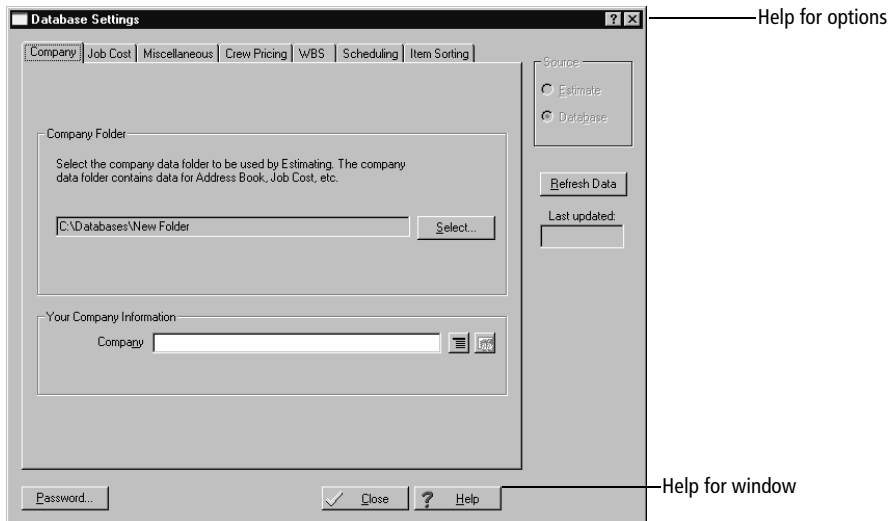 Database Settings
? ×
Help for options
Company Job Cost Miscellaneous Crew Pricing WBS Scheduling Item Sorting
Source
Estimate
Database
Company Folder
Select the company data folder to be used by Estimating. The company
data folder contains data for Address Book, Job Cost, etc.
C:\Databases\New Folder
Select...
Refresh Data
Last updated:
Your Company Information
Company
Password...
Close
? Help
Help for window